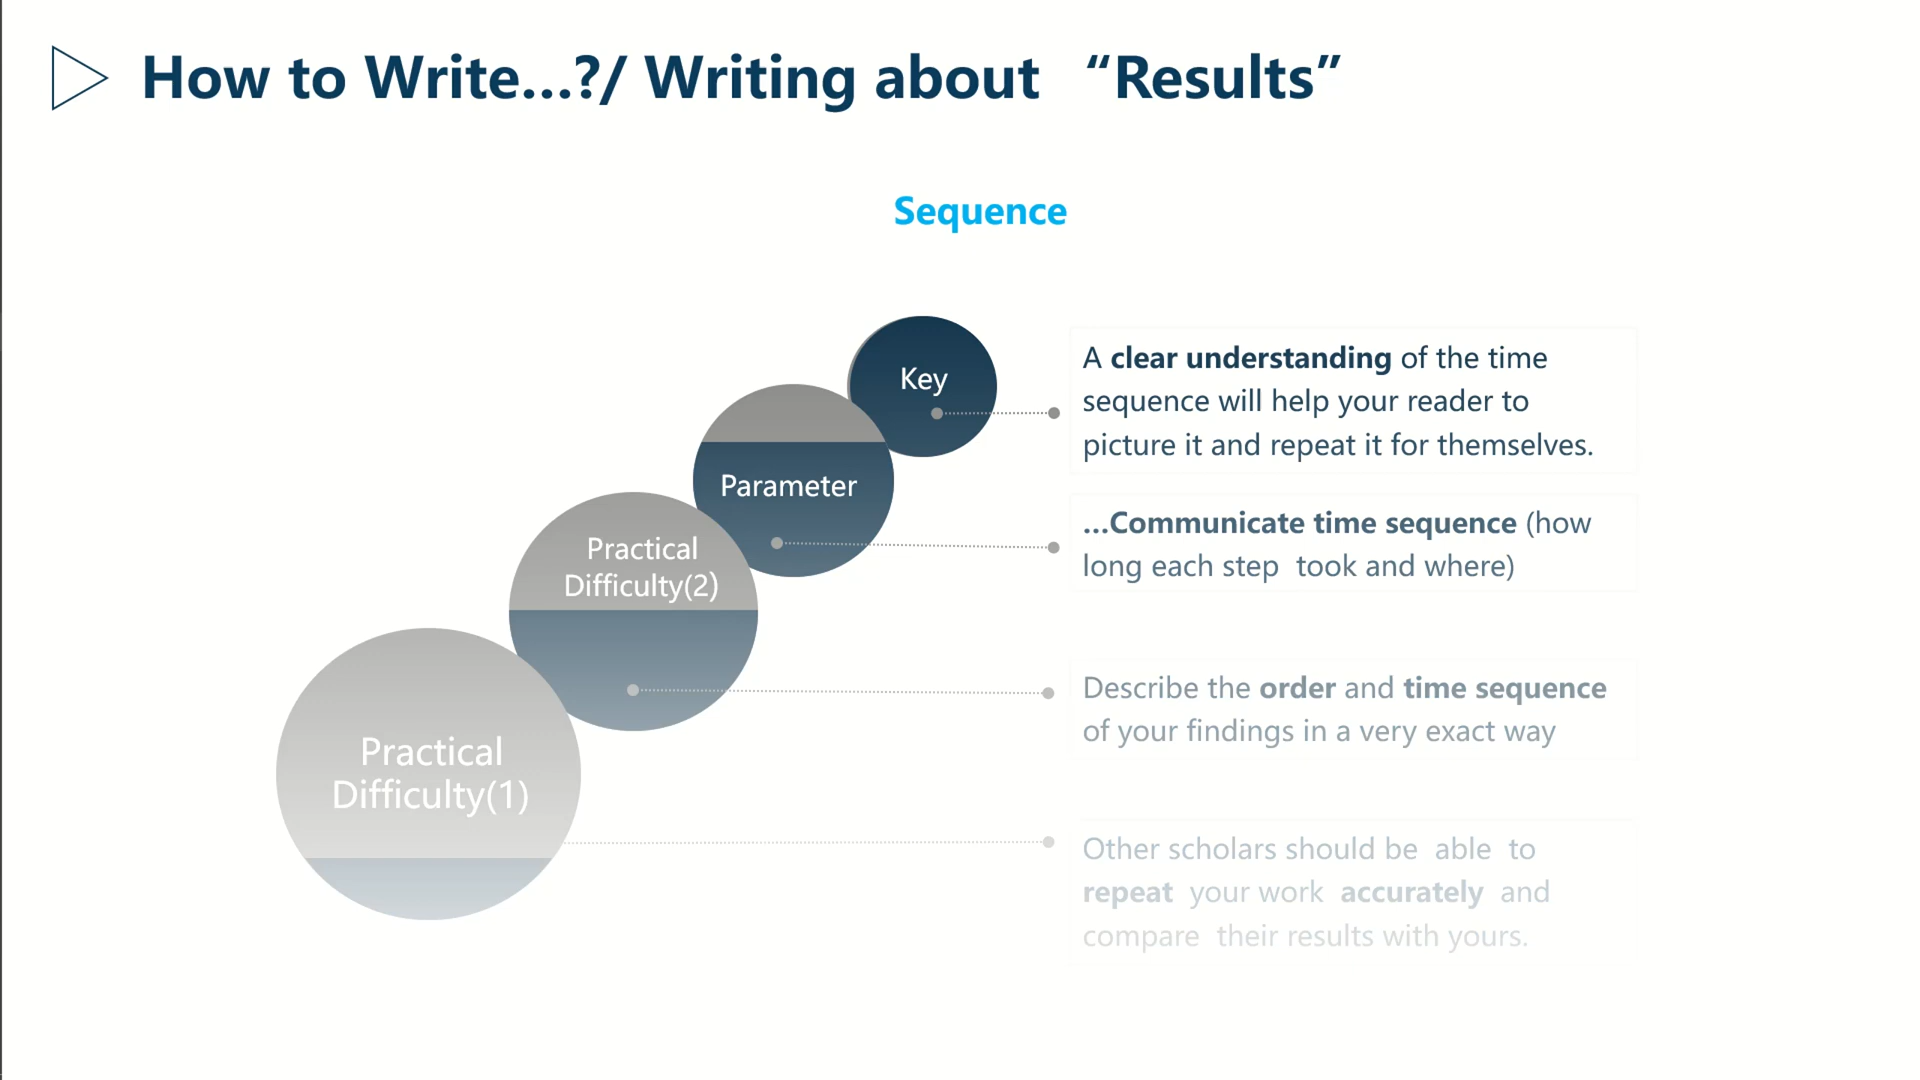 How to Write...?/ Writing about “Results”
Sequence
Key
A clear understanding of the time
sequence will help your reader to
picture it and repeat it for themselves.
Parameter
...Communicate time sequence (how
long each step took and where)
Practical
Difficulty(2)
Describe the order and time sequence
of your findings in a very exact way
Practical
Difficulty(1)
Other scholars should be able to
repeat your work accurately and
compare their results with yours.